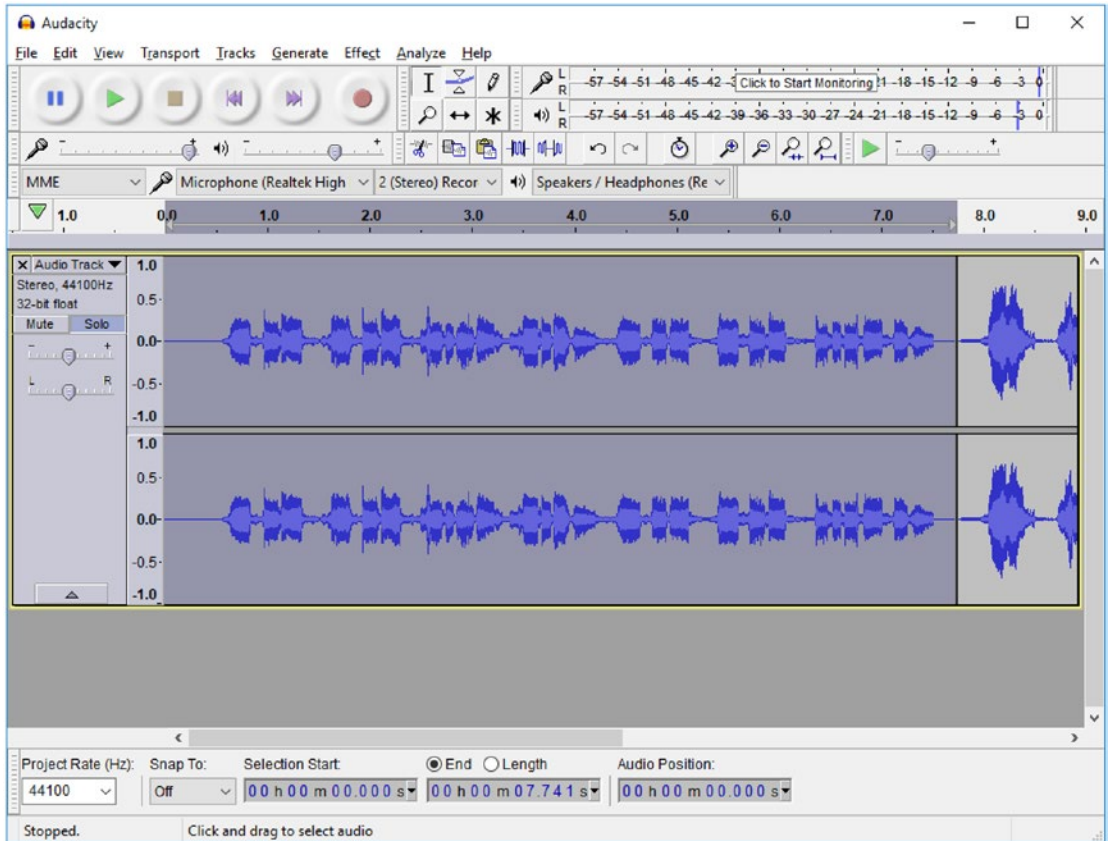 Audacity
File Edit View Transport Tracks Generate Effect Analyze Help
L
R
-57 -54 -51 -48 -45 -42 -3 Click to Start Monitoring !1 -18 -15 -12 -9 -6 -3 0
L
R
-57 -54 -51 -48 -45 -42 -39 -36 -33 -30 -27 -24 -21 -18 -15 -12 -9 -6 -3 0
MME Microphone (Realtek High 2 (Stereo) Recor Speakers / Headphones (Re
1.0 0.0 1.0 2.0 3.0 4.0 5.0 6.0 7.0 8.0 9.0
X Audio Track
Stereo, 44100Hz
32-bit float
Mute Solo
- +
L R
1.0
0.5
0.0
-0.5
-1.0
1.0
0.5
0.0
-0.5
-1.0
Project Rate (Hz): Snap To: Selection Start: End Length Audio Position:
44100 Off 00 h 00 m 00.000 s 00 h 00 m 07.741 s 00 h 00 m 00.000 s
Stopped. Click and drag to select audio